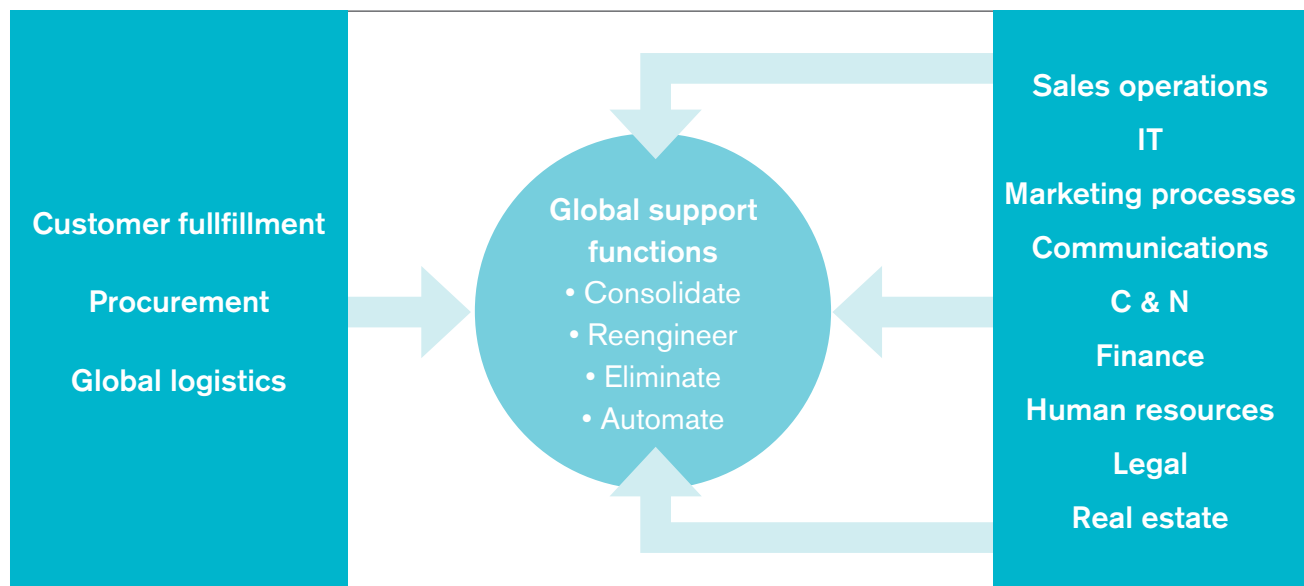 Customer fullfillment
Procurement
Global logistics
Global support
functions
• Consolidate
• Reengineer
• Eliminate
• Automate
Sales operations
IT
Marketing processes
Communications
C & N
Finance
Human resources
Legal
Real estate